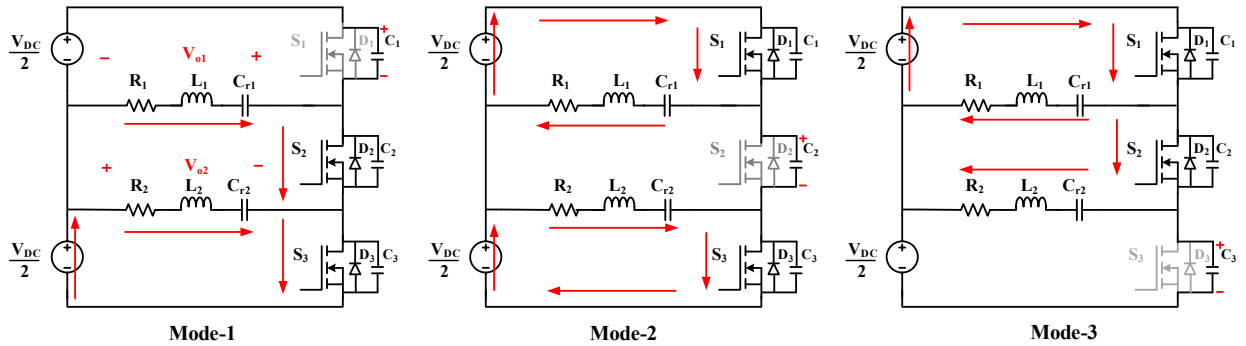 V_DC/2 + − − V_o1 + S_1 D_1 C_1 + −
R_1 L_1 C_r1
+ V_o2 − S_2 D_2 C_2
R_2 L_2 C_r2
V_DC/2 + − S_3 D_3 C_3
Mode-1
V_DC/2 + − S_1 D_1 C_1
R_1 L_1 C_r1
S_2 D_2 C_2 + −
R_2 L_2 C_r2
V_DC/2 + − S_3 D_3 C_3
Mode-2
V_DC/2 + − S_1 D_1 C_1
R_1 L_1 C_r1
S_2 D_2 C_2
R_2 L_2 C_r2
V_DC/2 + − S_3 D_3 C_3 + −
Mode-3